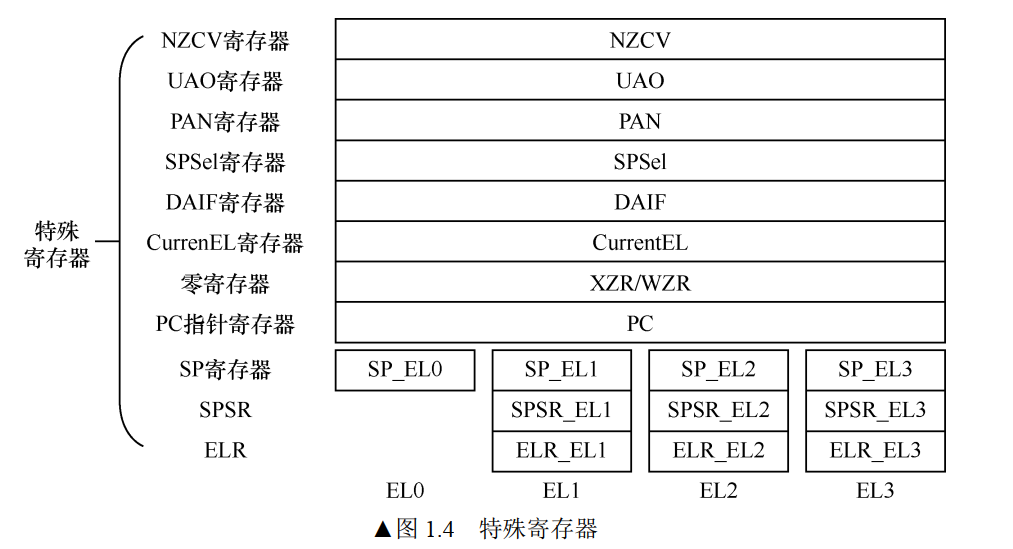 NZCV寄存器 NZCV
UAO寄存器 UAO
PAN寄存器 PAN
SPSel寄存器 SPSel
DAIF寄存器 DAIF
特殊
寄存器
CurrenEL寄存器 CurrentEL
零寄存器 XZR/WZR
PC指针寄存器 PC
SP寄存器 SP_EL0 SP_EL1 SP_EL2 SP_EL3
SPSR SPSR_EL1 SPSR_EL2 SPSR_EL3
ELR ELR_EL1 ELR_EL2 ELR_EL3
EL0 EL1 EL2 EL3
▲图 1.4 特殊寄存器